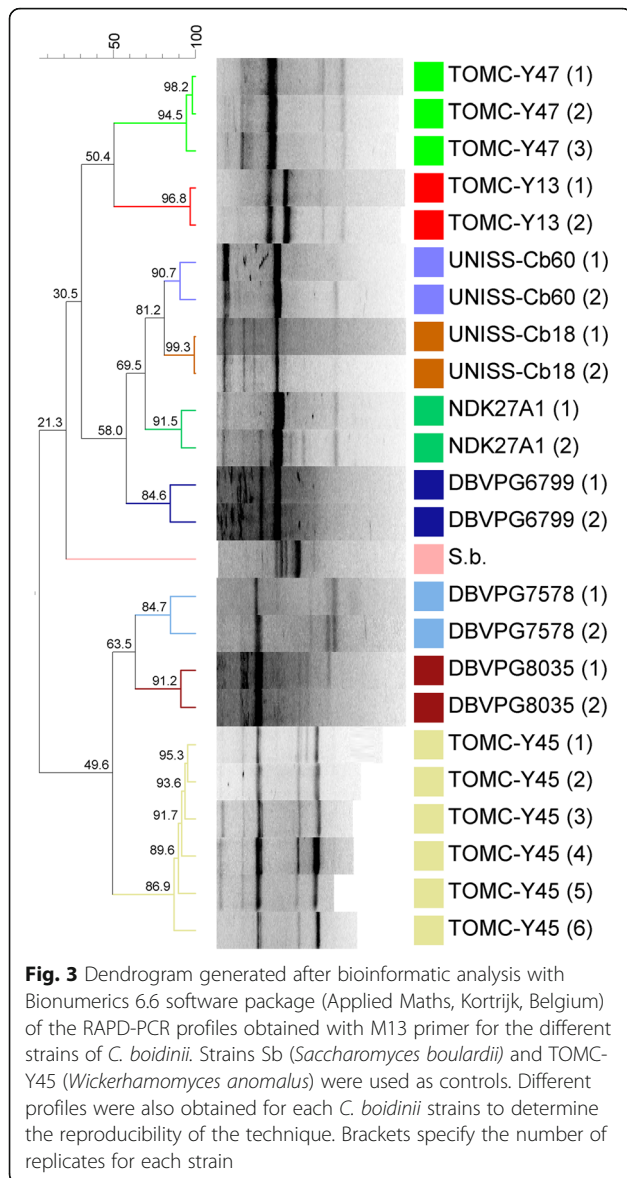 50
100
98.2
TOMC-Y47 (1)
94.5
TOMC-Y47 (2)
TOMC-Y47 (3)
50.4
96.8
TOMC-Y13 (1)
TOMC-Y13 (2)
90.7
UNISS-Cb60 (1)
30.5
81.2
UNISS-Cb60 (2)
99.3
UNISS-Cb18 (1)
69.5
UNISS-Cb18 (2)
21.3
58.0
91.5
NDK27A1 (1)
NDK27A1 (2)
84.6
DBVPG6799 (1)
DBVPG6799 (2)
S.b.
84.7
DBVPG7578 (1)
63.5
DBVPG7578 (2)
91.2
DBVPG8035 (1)
DBVPG8035 (2)
49.6
95.3
TOMC-Y45 (1)
93.6
TOMC-Y45 (2)
91.7
TOMC-Y45 (3)
89.6
TOMC-Y45 (4)
86.9
TOMC-Y45 (5)
TOMC-Y45 (6)
Fig. 3 Dendrogram generated after bioinformatic analysis with
Bionumerics 6.6 software package (Applied Maths, Kortrijk, Belgium)
of the RAPD-PCR profiles obtained with M13 primer for the different
strains of C. boidinii. Strains Sb (Saccharomyces boulardii) and TOMC-
Y45 (Wickerhamomyces anomalus) were used as controls. Different
profiles were also obtained for each C. boidinii strains to determine
the reproducibility of the technique. Brackets specify the number of
replicates for each strain